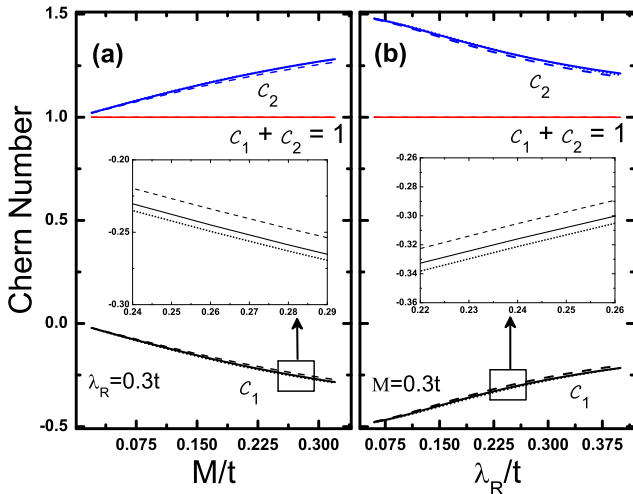 Chern Number
1.5
1.0
0.5
0.0
-0.5
(a)
C₂
C₁ + C₂ = 1
-0.20
-0.25
-0.30
0.24 0.25 0.26 0.27 0.28 0.29
λ_R=0.3t
C₁
0.075 0.150 0.225 0.300
M/t
(b)
C₂
C₁ + C₂ = 1
-0.26
-0.28
-0.30
-0.32
-0.34
-0.36
0.22 0.23 0.24 0.25 0.26
M=0.3t
C₁
0.075 0.150 0.225 0.300 0.375
λ_R/t